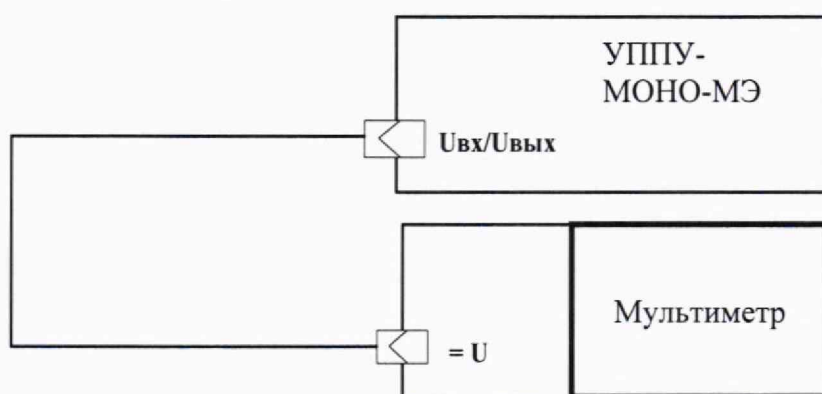 УППУ-
МОНО-МЭ
Uвх/Uвых
= U
Мультиметр